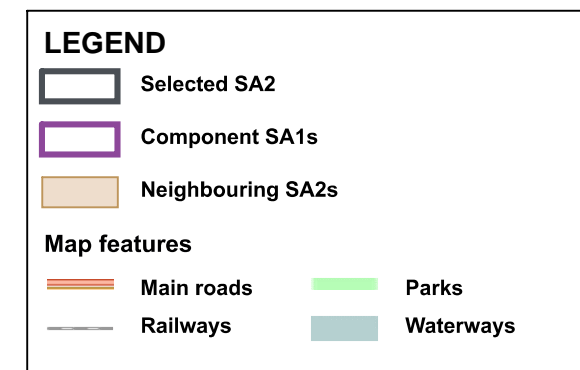 LEGEND
Selected SA2
Component SA1s
Neighbouring SA2s
Map features
Main roads
Parks
Railways
Waterways